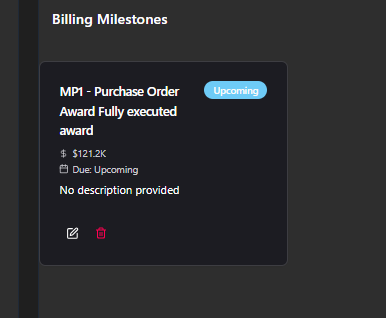 Billing Milestones
MP1 - Purchase Order
Award Fully executed
award
Upcoming
$ $121.2K
Due: Upcoming
No description provided